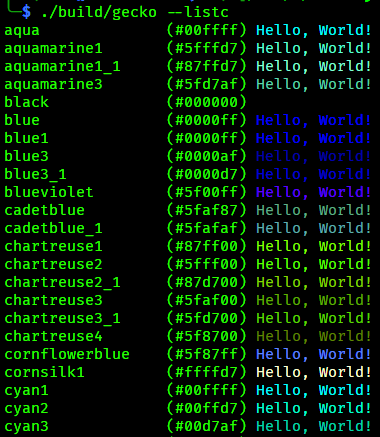 $ ./build/gecko --listc
aqua (#00ffff) Hello, World!
aquamarine1 (#5fffd7) Hello, World!
aquamarine1_1 (#87ffd7) Hello, World!
aquamarine3 (#5fd7af) Hello, World!
black (#000000)
blue (#0000ff) Hello, World!
blue1 (#0000ff) Hello, World!
blue3 (#0000af) Hello, World!
blue3_1 (#0000d7) Hello, World!
blueviolet (#5f00ff) Hello, World!
cadetblue (#5faf87) Hello, World!
cadetblue_1 (#5fafaf) Hello, World!
chartreuse1 (#87ff00) Hello, World!
chartreuse2 (#5fff00) Hello, World!
chartreuse2_1 (#87d700) Hello, World!
chartreuse3 (#5faf00) Hello, World!
chartreuse3_1 (#5fd700) Hello, World!
chartreuse4 (#5f8700) Hello, World!
cornflowerblue (#5f87ff) Hello, World!
cornsilk1 (#ffffd7) Hello, World!
cyan1 (#00ffff) Hello, World!
cyan2 (#00ffd7) Hello, World!
cyan3 (#00d7af) Hello, World!